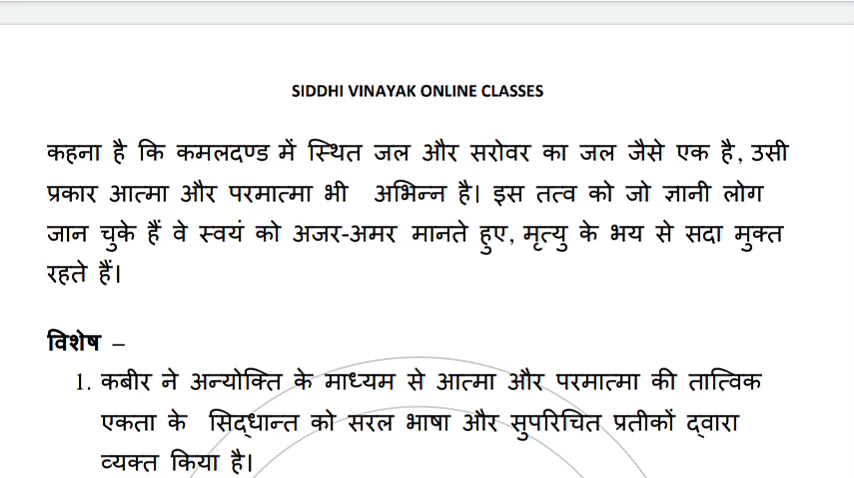 SIDDHI VINAYAK ONLINE CLASSES
कहना है कि कमलदण्ड में स्थित जल और सरोवर का जल जैसे एक है, उसी
प्रकार आत्मा और परमात्मा भी अभिन्न है। इस तत्व को जो ज्ञानी लोग
जान चुके हैं वे स्वयं को अजर-अमर मानते हुए, मृत्यु के भय से सदा मुक्त
रहते हैं।
विशेष –
1. कबीर ने अन्योक्ति के माध्यम से आत्मा और परमात्मा की तात्विक
एकता के सिद्धान्त को सरल भाषा और सुपरिचित प्रतीकों द्वारा
व्यक्त किया है।